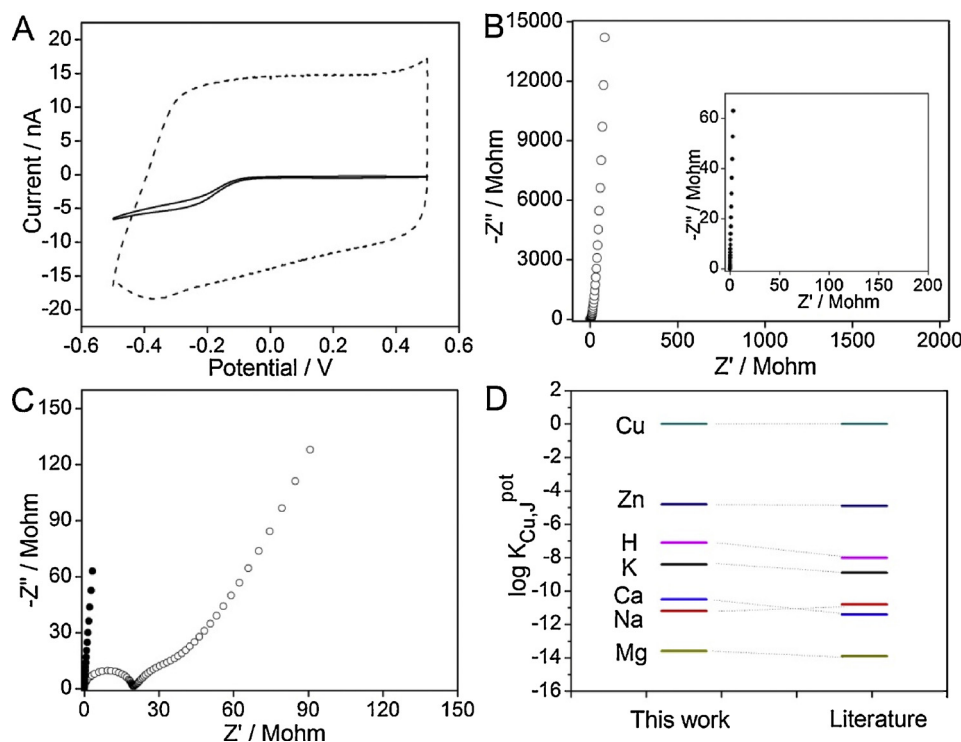 A
Current / nA
20
15
10
5
0
-5
-10
-15
-20
-0.6 -0.4 -0.2 0.0 0.2 0.4 0.6
Potential / V
B
-Z" / Mohm
15000
12000
9000
6000
3000
0
0 500 1000 1500 2000
Z' / Mohm
-Z" / Mohm
60
40
20
0
0 50 100 150 200
Z' / Mohm
C
-Z" / Mohm
150
120
90
60
30
0
0 30 60 90 120 150
Z' / Mohm
D
log K Cu,J pot
2
0
-2
-4
-6
-8
-10
-12
-14
-16
Cu
Zn
H
K
Ca
Na
Mg
This work Literature